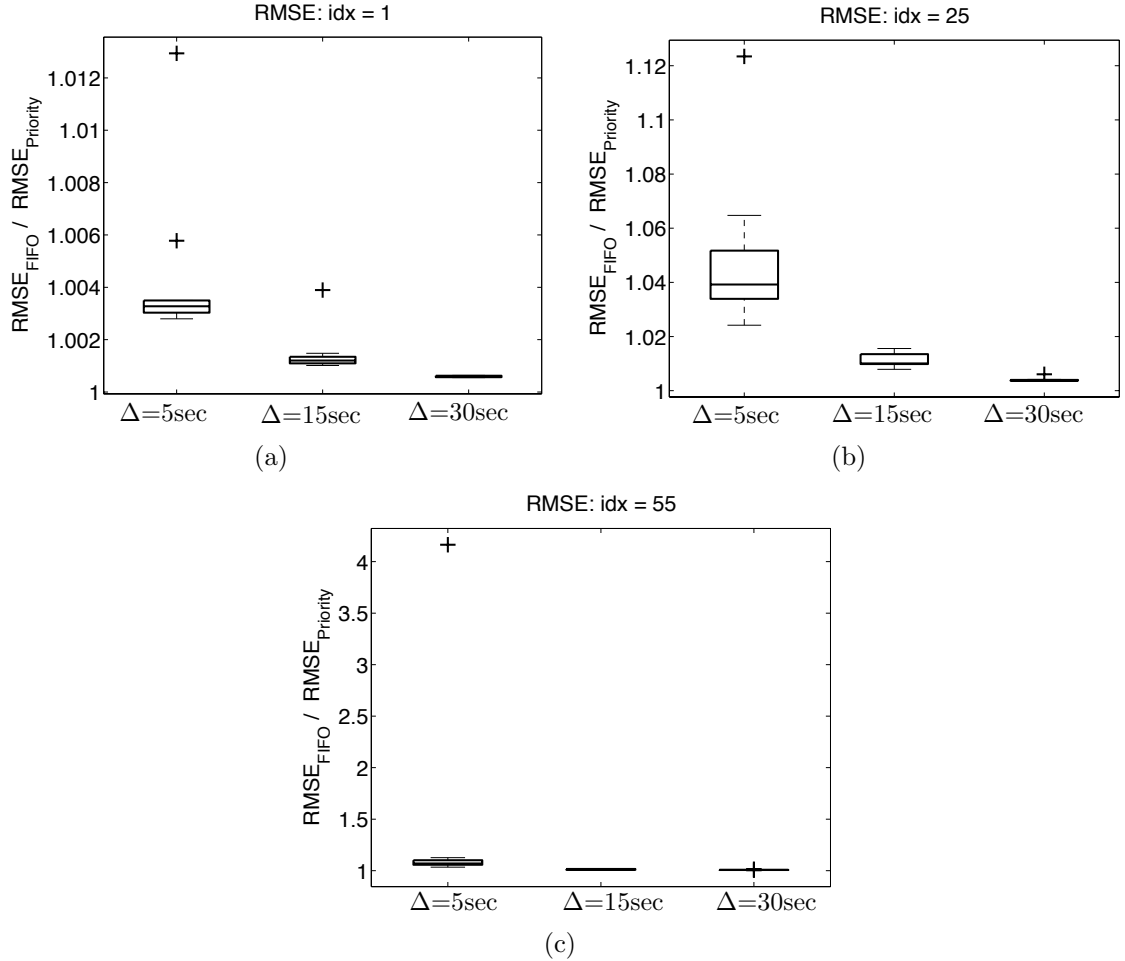 RMSE: idx = 1
RMSE_FIFO / RMSE_Priority
1.012
1.01
1.008
1.006
1.004
1.002
1
Δ=5sec
Δ=15sec
Δ=30sec
(a)
RMSE: idx = 25
RMSE_FIFO / RMSE_Priority
1.12
1.1
1.08
1.06
1.04
1.02
1
Δ=5sec
Δ=15sec
Δ=30sec
(b)
RMSE: idx = 55
RMSE_FIFO / RMSE_Priority
4
3.5
3
2.5
2
1.5
1
Δ=5sec
Δ=15sec
Δ=30sec
(c)